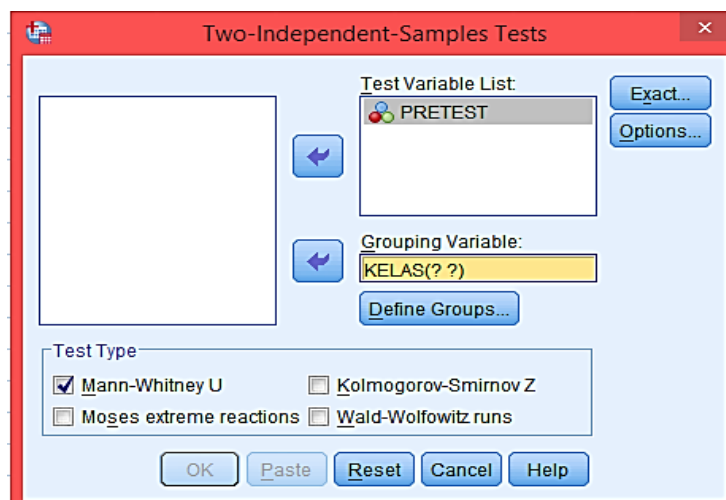 Two-Independent-Samples Tests
Test Variable List:
PRETEST
Exact...
Options...
Grouping Variable:
KELAS(? ?)
Define Groups...
Test Type
Mann-Whitney U
Kolmogorov-Smirnov Z
Moses extreme reactions
Wald-Wolfowitz runs
OK
Paste
Reset
Cancel
Help